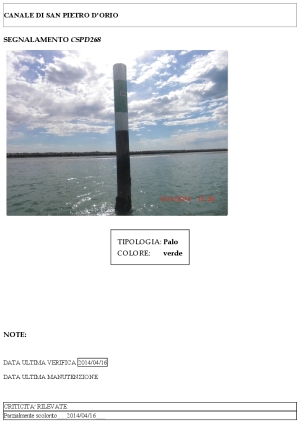 CANALE DI SAN PIETRO D'ORIO
SEGNALAMENTO CSPD268
TIPOLOGIA: Palo
COLORE: verde
NOTE:
DATA ULTIMA VERIFICA 2014/04/16
DATA ULTIMA MANUTENZIONE
CRITICITA' RILEVATE
Parzialmente scolorito 2014/04/16